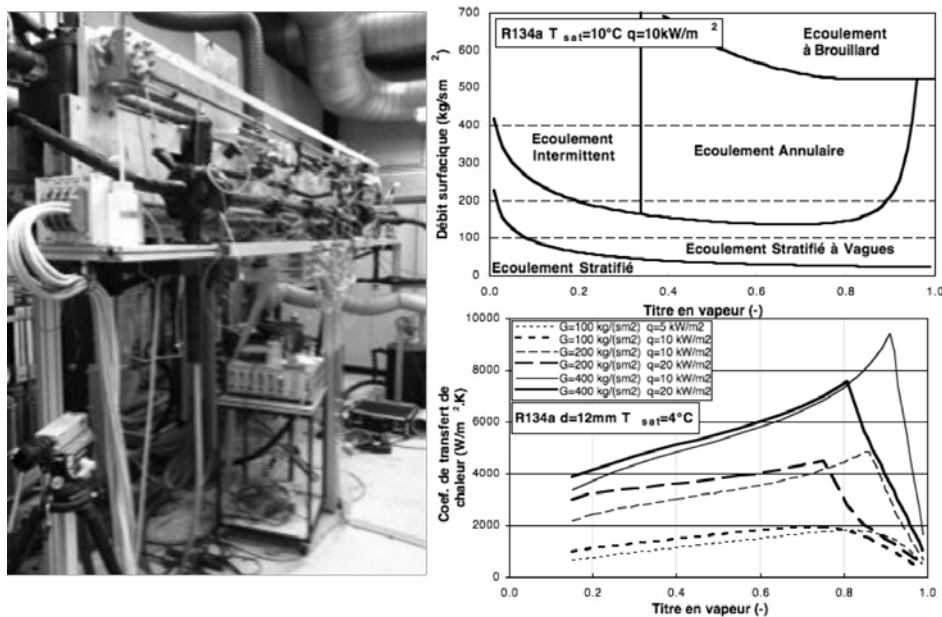 700
600
500
400
300
200
100
0
Débit surfacique (kg/sm²)
R134a T sat=10°C q=10kW/m²
Ecoulement
à Brouillard
Ecoulement
Intermittent
Ecoulement Annulaire
Ecoulement Stratifié à Vagues
Ecoulement Stratifié
0.0 0.2 0.4 0.6 0.8 1.0
Titre en vapeur (-)
10000
8000
6000
4000
2000
0
Coef. de transfert de
chaleur (W/m².K)
G=100 kg/(sm2) q=5 kW/m2
G=100 kg/(sm2) q=10 kW/m2
G=200 kg/(sm2) q=10 kW/m2
G=200 kg/(sm2) q=20 kW/m2
G=400 kg/(sm2) q=10 kW/m2
G=400 kg/(sm2) q=20 kW/m2
R134a d=12mm T sat=4°C
0.0 0.2 0.4 0.6 0.8 1.0
Titre en vapeur (-)